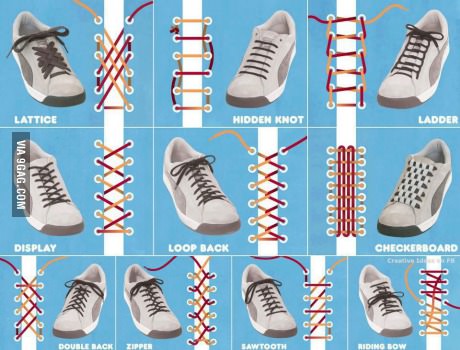 LATTICE
HIDDEN KNOT
LADDER
VIA 9GAG.COM
DISPLAY
LOOP BACK
CHECKERBOARD
Creative Ideas on FB
DOUBLE BACK
ZIPPER
SAWTOOTH
RIDING BOW